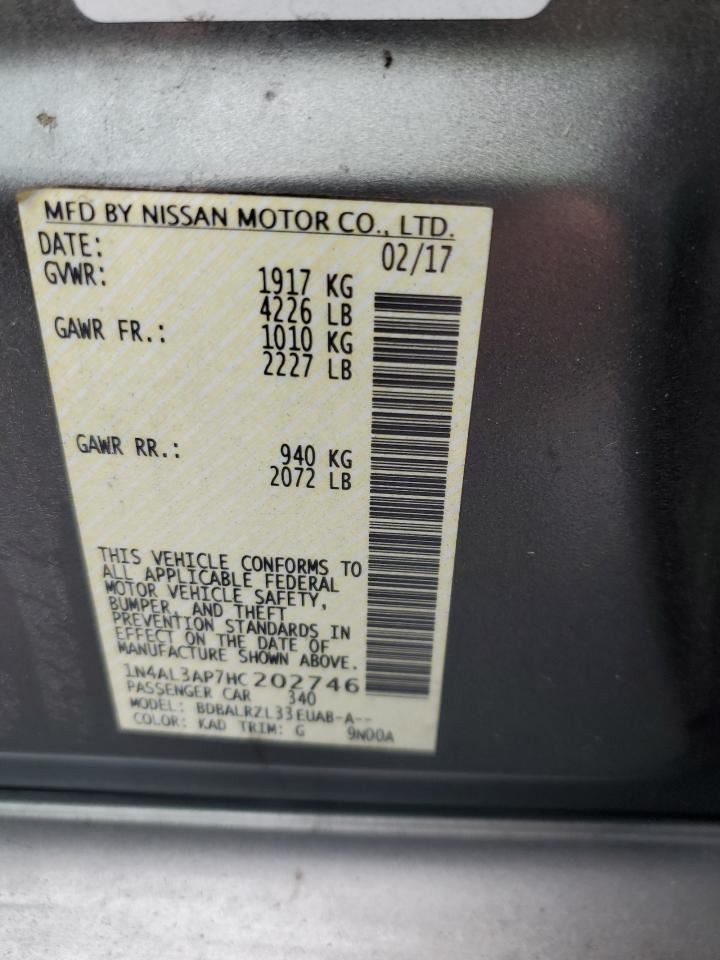 MFD BY NISSAN MOTOR CO., LTD.
DATE: 02/17
GVWR: 1917 KG
4226 LB
GAWR FR.: 1010 KG
2227 LB
GAWR RR.: 940 KG
2072 LB
THIS VEHICLE CONFORMS TO
ALL APPLICABLE FEDERAL
MOTOR VEHICLE SAFETY,
BUMPER, AND THEFT
PREVENTION STANDARDS IN
EFFECT ON THE DATE OF
MANUFACTURE SHOWN ABOVE.
1N4AL3AP7HC202746
PASSENGER CAR 340
MODEL: BDBALRZL33EUAB-A--
COLOR: KAD TRIM: G 9N00A